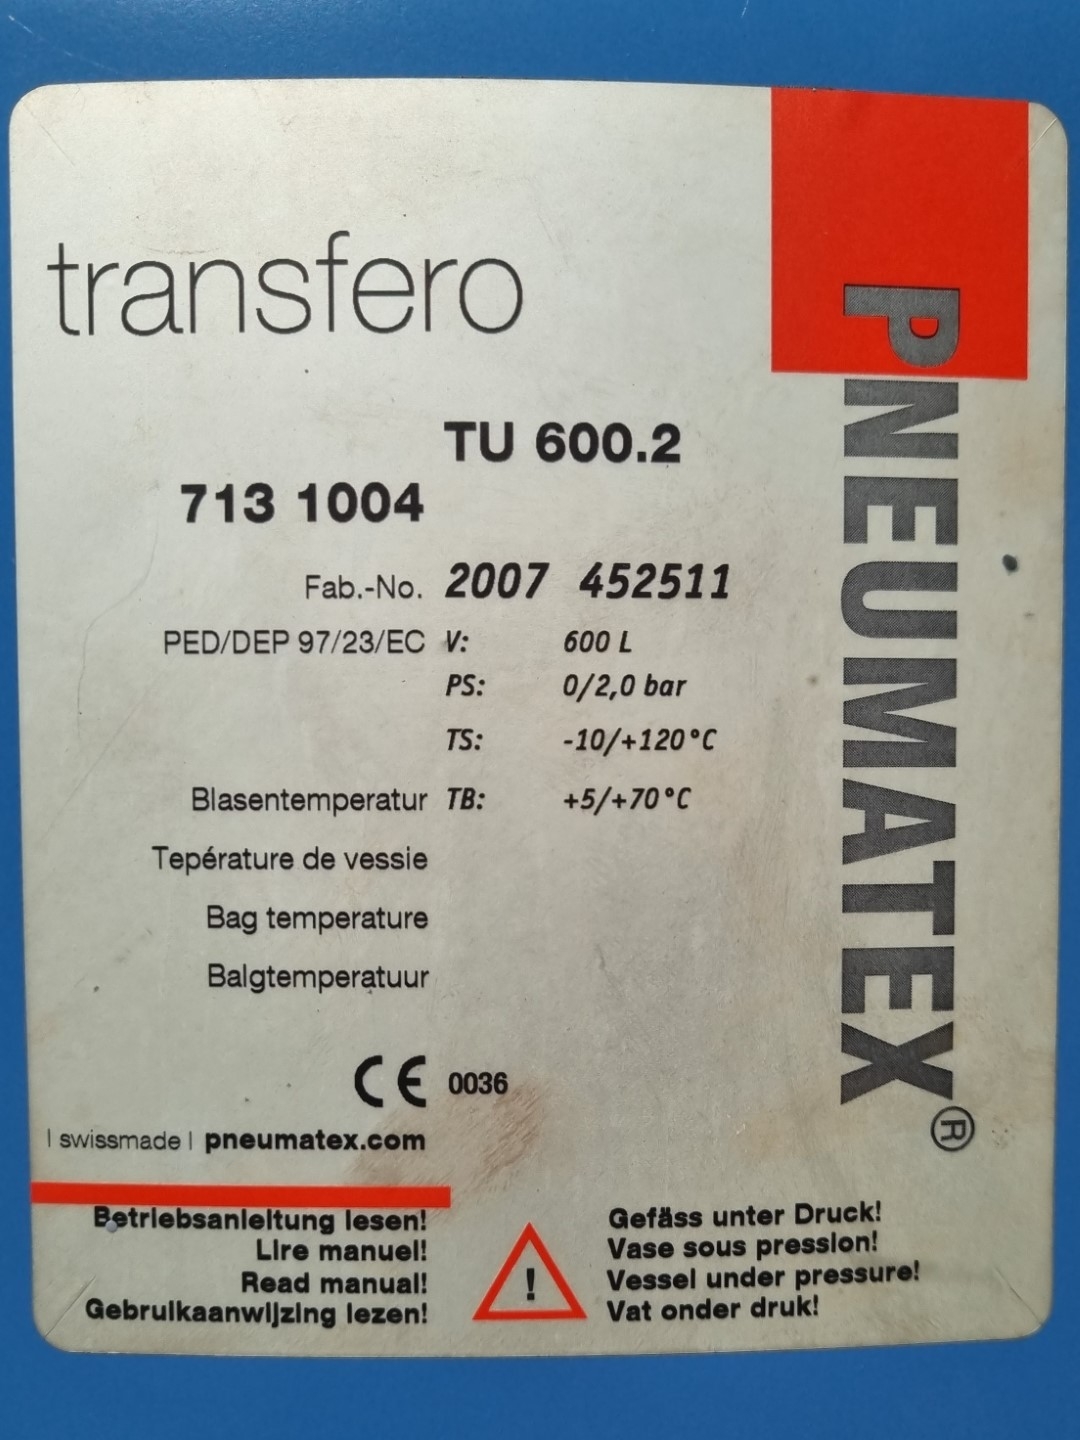 transfero
PNEUMATEX®
TU 600.2
713 1004
Fab.-No. 2007 452511
PED/DEP 97/23/EC V: 600 L
PS: 0/2,0 bar
TS: -10/+120°C
Blasentemperatur TB: +5/+70°C
Tepérature de vessie
Bag temperature
Balgtemperatuur
CE 0036
| swissmade | pneumatex.com
Betriebsanleitung lesen!
Lire manuel!
Read manual!
Gebruikaanwijzing lezen!
!
Gefäss unter Druck!
Vase sous pression!
Vessel under pressure!
Vat onder druk!